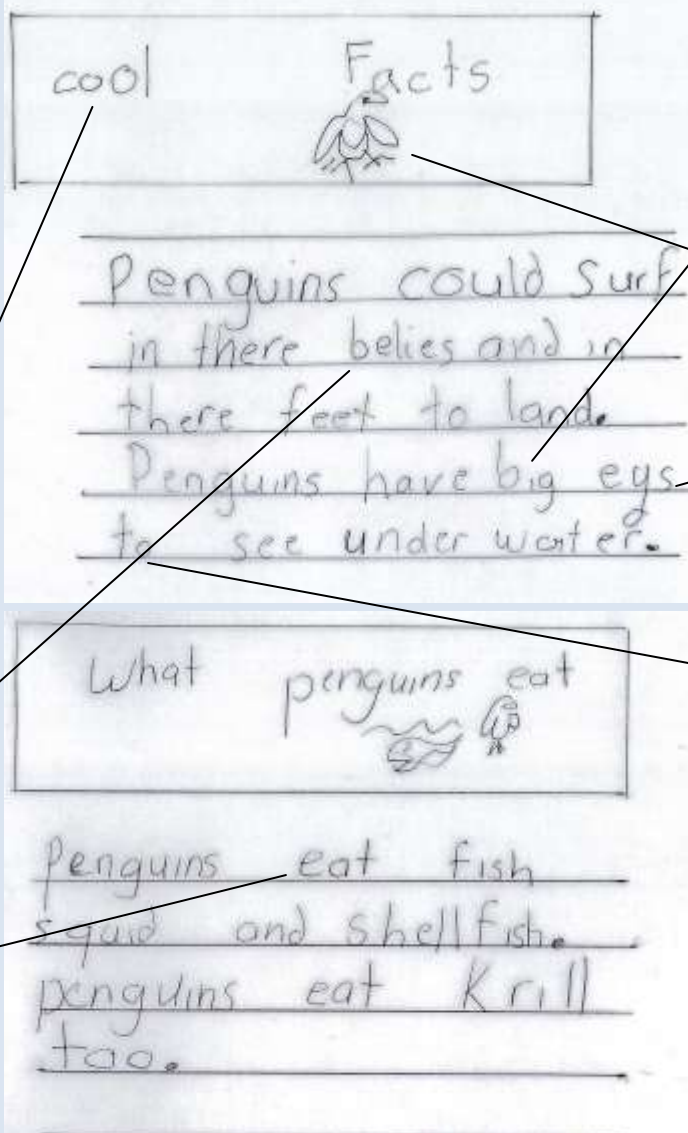 cool Facts
Penguins could surf
in there belies and in
there feet to land.
Penguins have big eys
to see under water.
What penguins eat
Penguins eat fish
squid and shellfish.
penguins eat Krill
too.